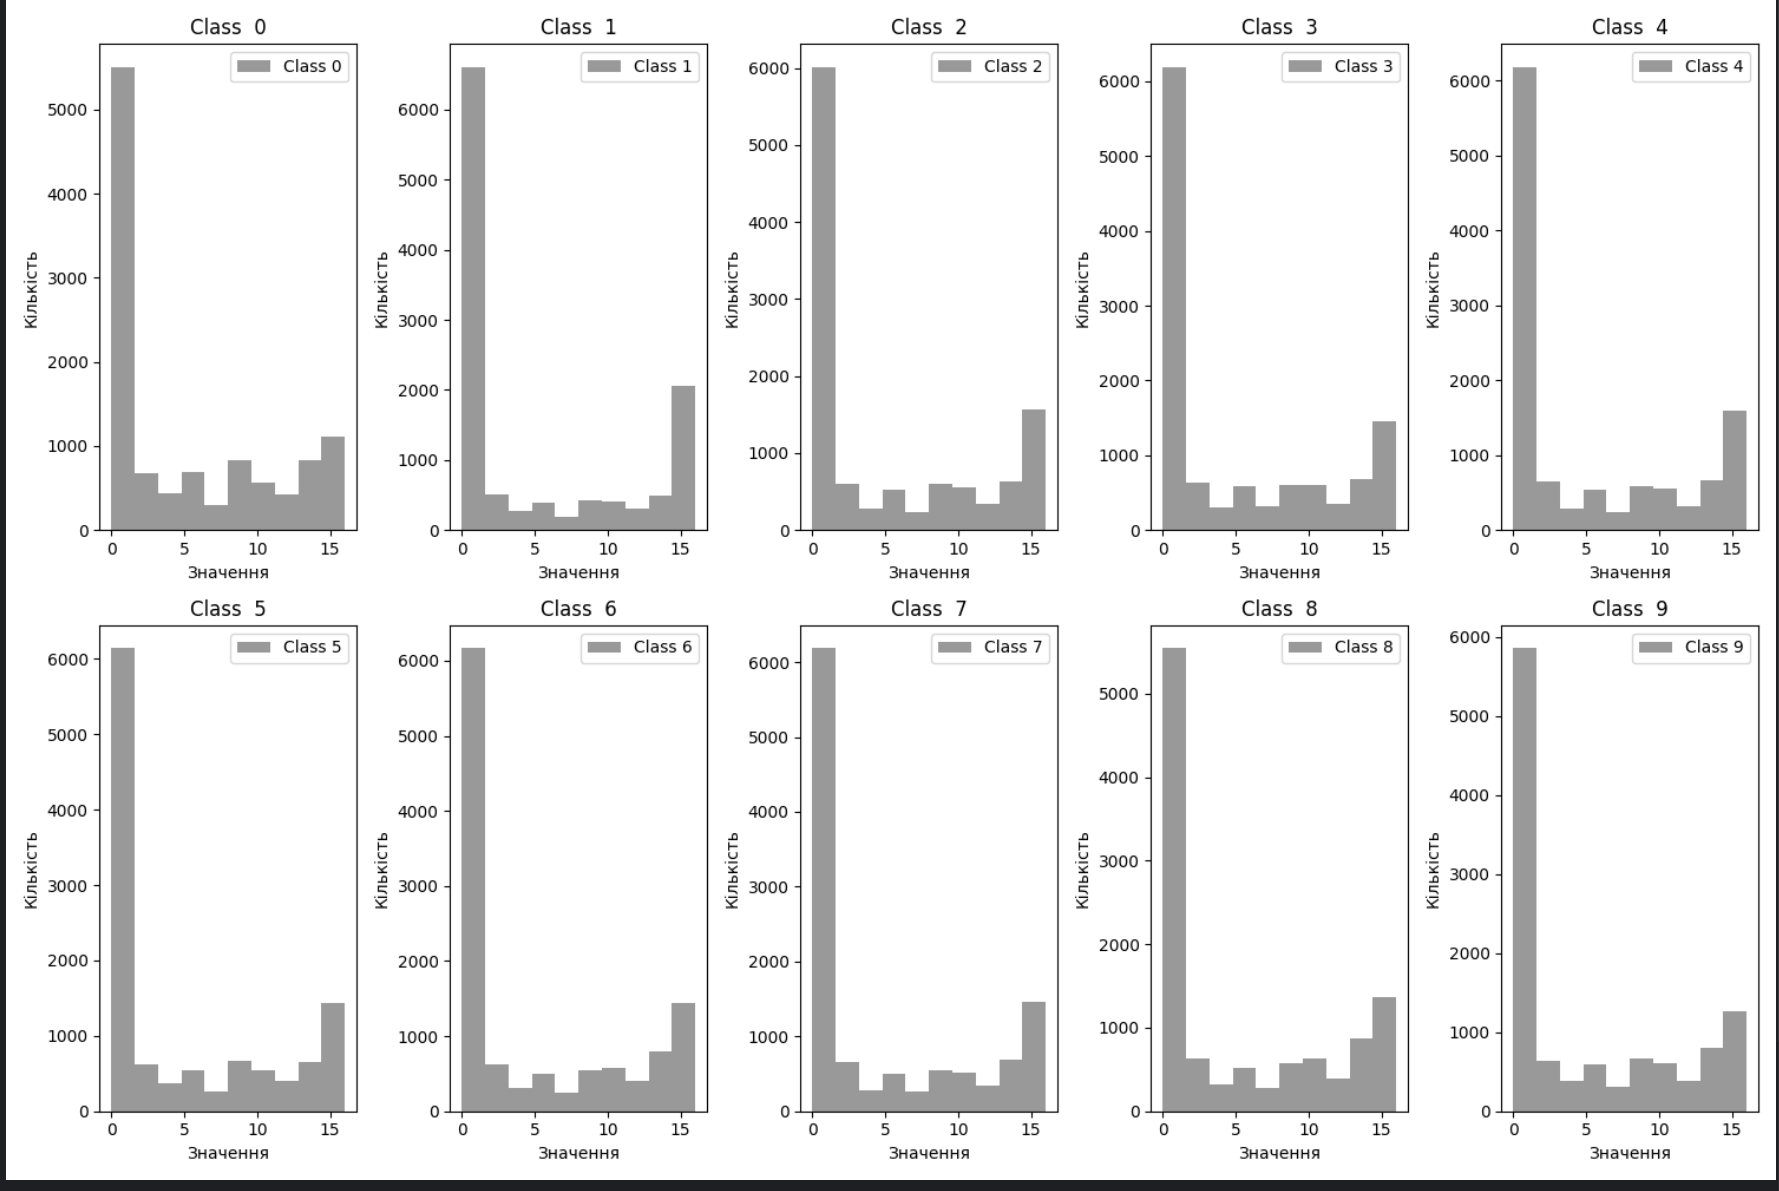 Class  0
Class 0
5000
4000
3000
2000
1000
0
Кількість
0 5 10 15
Значення
Class  1
Class 1
6000
5000
4000
3000
2000
1000
0
Кількість
0 5 10 15
Значення
Class  2
Class 2
6000
5000
4000
3000
2000
1000
0
Кількість
0 5 10 15
Значення
Class  3
Class 3
6000
5000
4000
3000
2000
1000
0
Кількість
0 5 10 15
Значення
Class  4
Class 4
6000
5000
4000
3000
2000
1000
0
Кількість
0 5 10 15
Значення
Class  5
Class 5
6000
5000
4000
3000
2000
1000
0
Кількість
0 5 10 15
Значення
Class  6
Class 6
6000
5000
4000
3000
2000
1000
0
Кількість
0 5 10 15
Значення
Class  7
Class 7
6000
5000
4000
3000
2000
1000
0
Кількість
0 5 10 15
Значення
Class  8
Class 8
5000
4000
3000
2000
1000
0
Кількість
0 5 10 15
Значення
Class  9
Class 9
6000
5000
4000
3000
2000
1000
0
Кількість
0 5 10 15
Значення